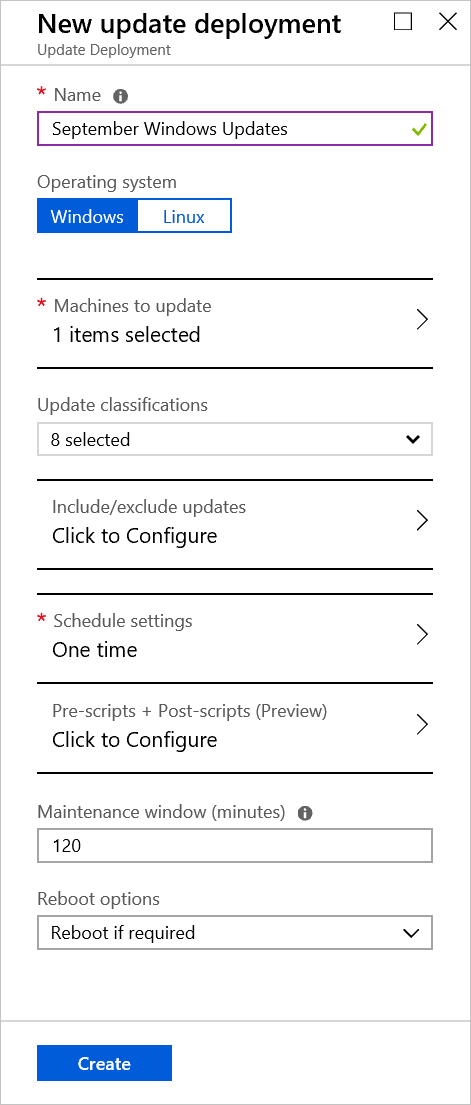 New update deployment
Update Deployment
* Name
September Windows Updates
Operating system
Windows Linux
* Machines to update
1 items selected
Update classifications
8 selected
Include/exclude updates
Click to Configure
* Schedule settings
One time
Pre-scripts + Post-scripts (Preview)
Click to Configure
Maintenance window (minutes)
120
Reboot options
Reboot if required
Create